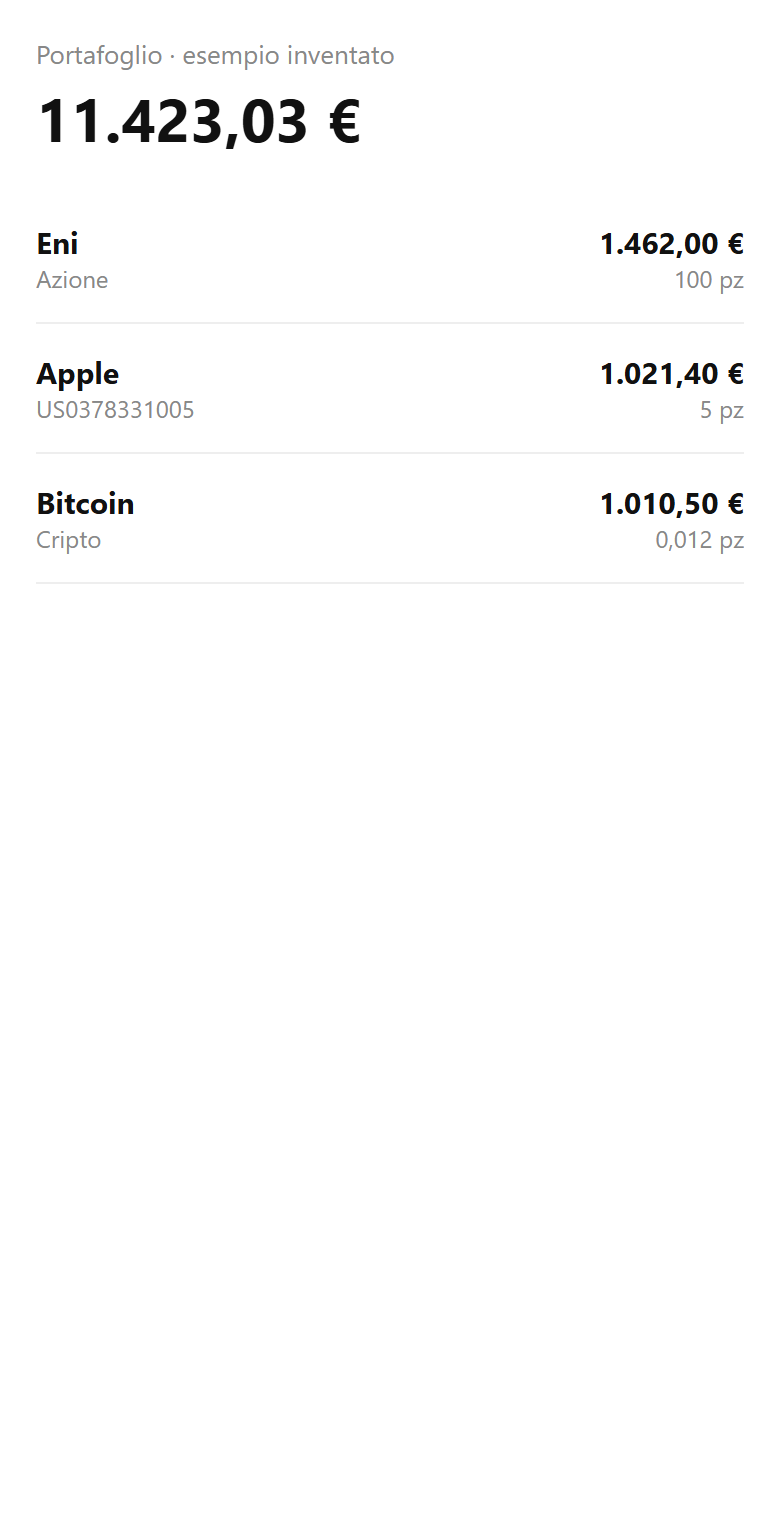 Portafoglio · esempio inventato
11.423,03 €
Eni 1.462,00 €
Azione 100 pz
Apple 1.021,40 €
US0378331005 5 pz
Bitcoin 1.010,50 €
Cripto 0,012 pz